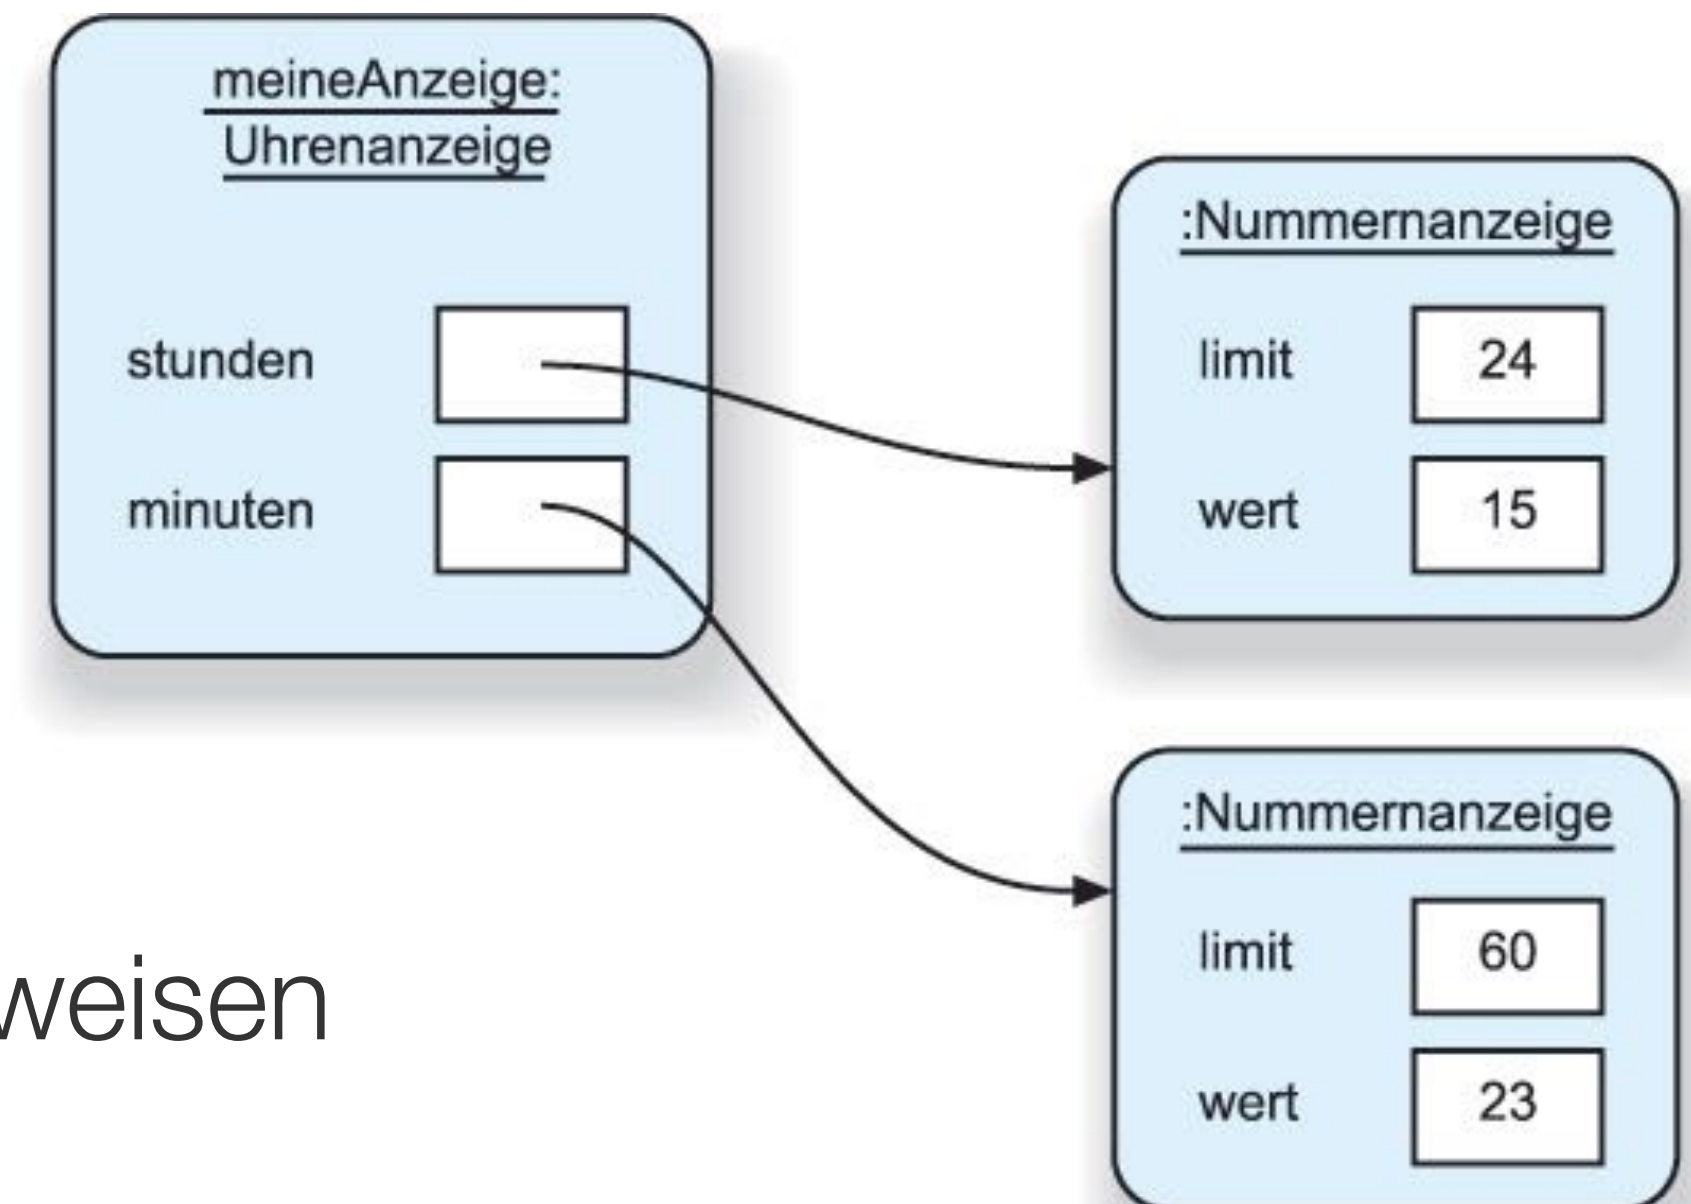 meineAnzeige:
Uhrenanzeige
stunden
minuten
:Nummernanzeige
limit 24
wert 15
:Nummernanzeige
limit 60
wert 23
weisen